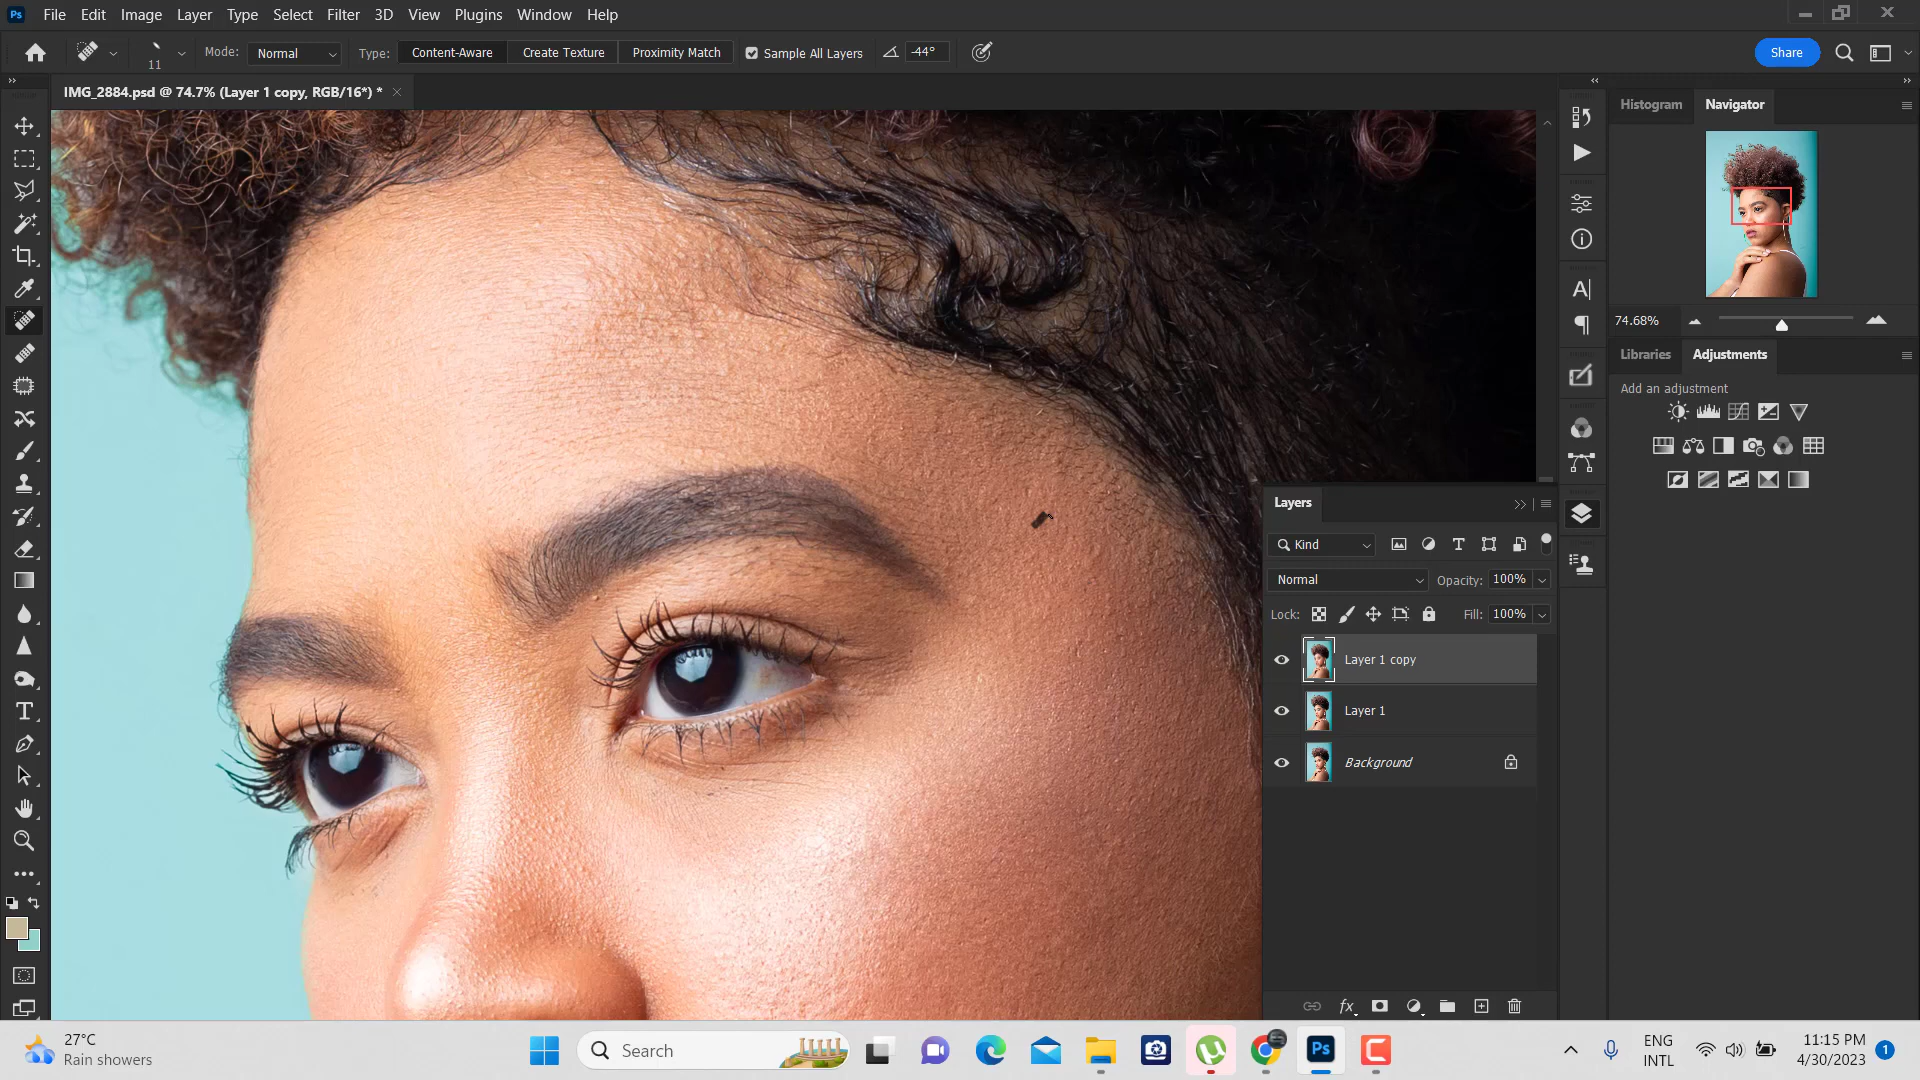 Ps File Edit Image Layer Type Select Filter 3D View Plugins Window Help
11 Mode: Normal Type: Content-Aware Create Texture Proximity Match Sample All Layers -44° Share
IMG_2884.psd @ 74.7% (Layer 1 copy, RGB/16*) *
Histogram Navigator
74.68%
Libraries Adjustments
Add an adjustment
Layers
Kind
Normal Opacity: 100%
Lock: Fill: 100%
Layer 1 copy
Layer 1
Background
27°C
Rain showers
Search
Ps
ENG
INTL
11:15 PM
4/30/2023
1